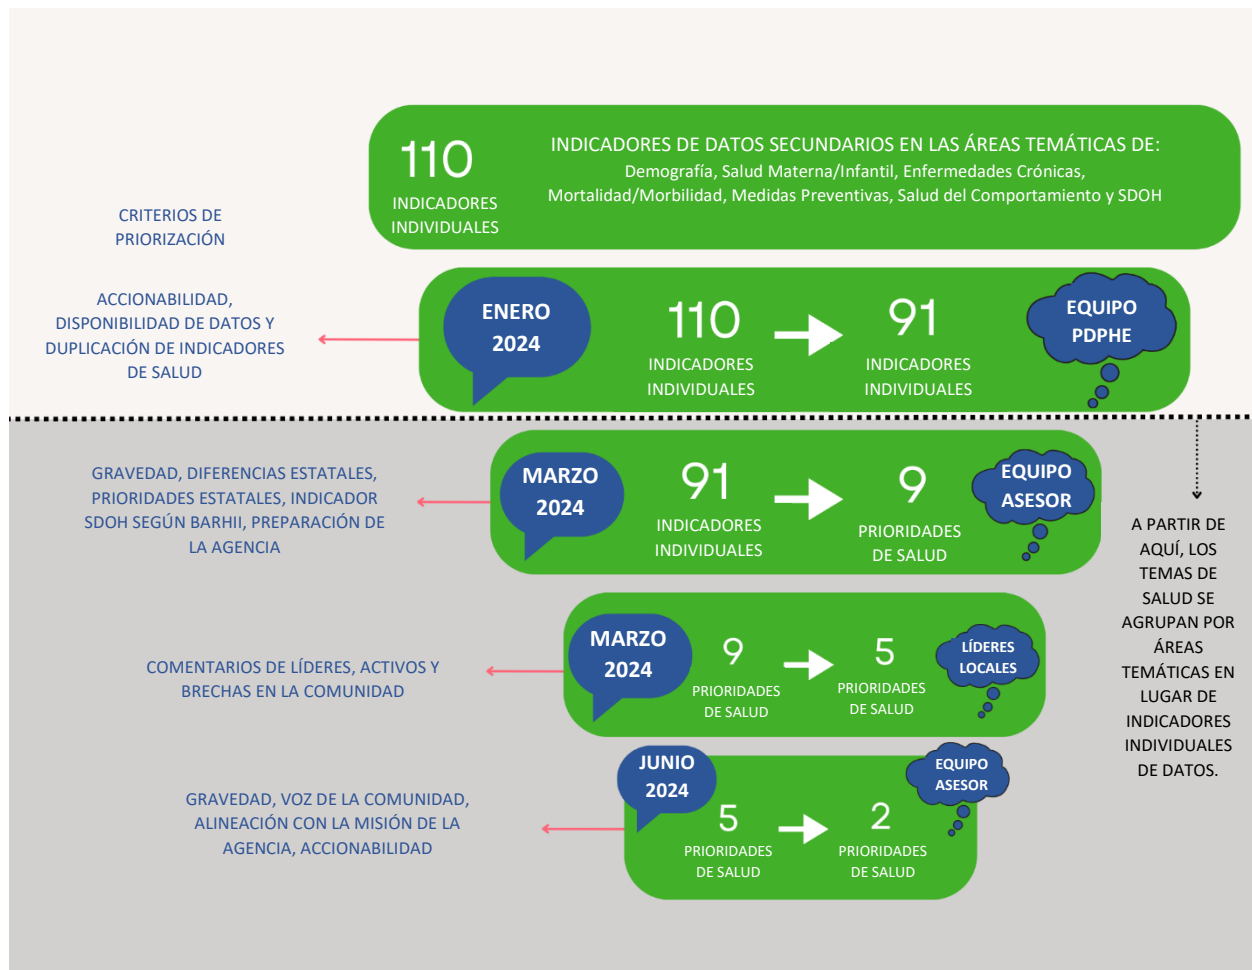 110
INDICADORES
INDIVIDUALES
INDICADORES DE DATOS SECUNDARIOS EN LAS ÁREAS TEMÁTICAS DE:
Demografía, Salud Materna/Infantil, Enfermedades Crónicas,
Mortalidad/Morbilidad, Medidas Preventivas, Salud del Comportamiento y SDOH
CRITERIOS DE
PRIORIZACIÓN
ACCIONABILIDAD,
DISPONIBILIDAD DE DATOS Y
DUPLICACIÓN DE INDICADORES
DE SALUD
ENERO
2024
110
INDICADORES
INDIVIDUALES
91
INDICADORES
INDIVIDUALES
EQUIPO
PDPHE
GRAVEDAD, DIFERENCIAS ESTATALES,
PRIORIDADES ESTATALES, INDICADOR
SDOH SEGÚN BARHII, PREPARACIÓN DE
LA AGENCIA
MARZO
2024
91
INDICADORES
INDIVIDUALES
9
PRIORIDADES
DE SALUD
EQUIPO
ASESOR
A PARTIR DE
AQUÍ, LOS
TEMAS DE
SALUD SE
AGRUPAN POR
ÁREAS
TEMÁTICAS EN
LUGAR DE
INDICADORES
INDIVIDUALES
DE DATOS.
COMENTARIOS DE LÍDERES, ACTIVOS Y
BRECHAS EN LA COMUNIDAD
MARZO
2024
9
PRIORIDADES
DE SALUD
5
PRIORIDADES
DE SALUD
LÍDERES
LOCALES
GRAVEDAD, VOZ DE LA COMUNIDAD,
ALINEACIÓN CON LA MISIÓN DE LA
AGENCIA, ACCIONABILIDAD
JUNIO
2024
5
PRIORIDADES
DE SALUD
2
PRIORIDADES
DE SALUD
EQUIPO
ASESOR